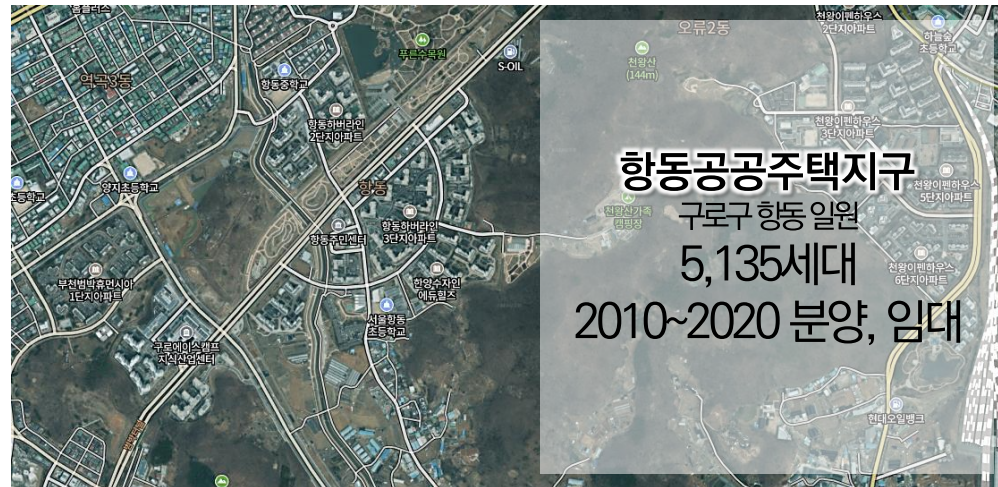 홈플러스
역곡3동
항동중학교
푸른수목원
S-OIL
항동하버라인
2단지아파트
초등학교
양지초등학교
항동
항동주민센터
항동하버라인
3단지아파트
부천범박휴먼시아
1단지아파트
한양수자인
에듀힐즈
서울항동
초등학교
구로에이스캠프
지식산업센터
오류2동
천왕산
(144m)
천왕이펜하우스
2단지아파트
하늘숲
초등학교
천왕이펜하우스
3단지아파트
항동공공주택지구
천왕이펜하우스
5단지아파트
천왕산가족
캠핑장
구로구 항동 일원
5,135세대
천왕이펜하우스
6단지아파트
2010~2020 분양, 임대
현대오일뱅크